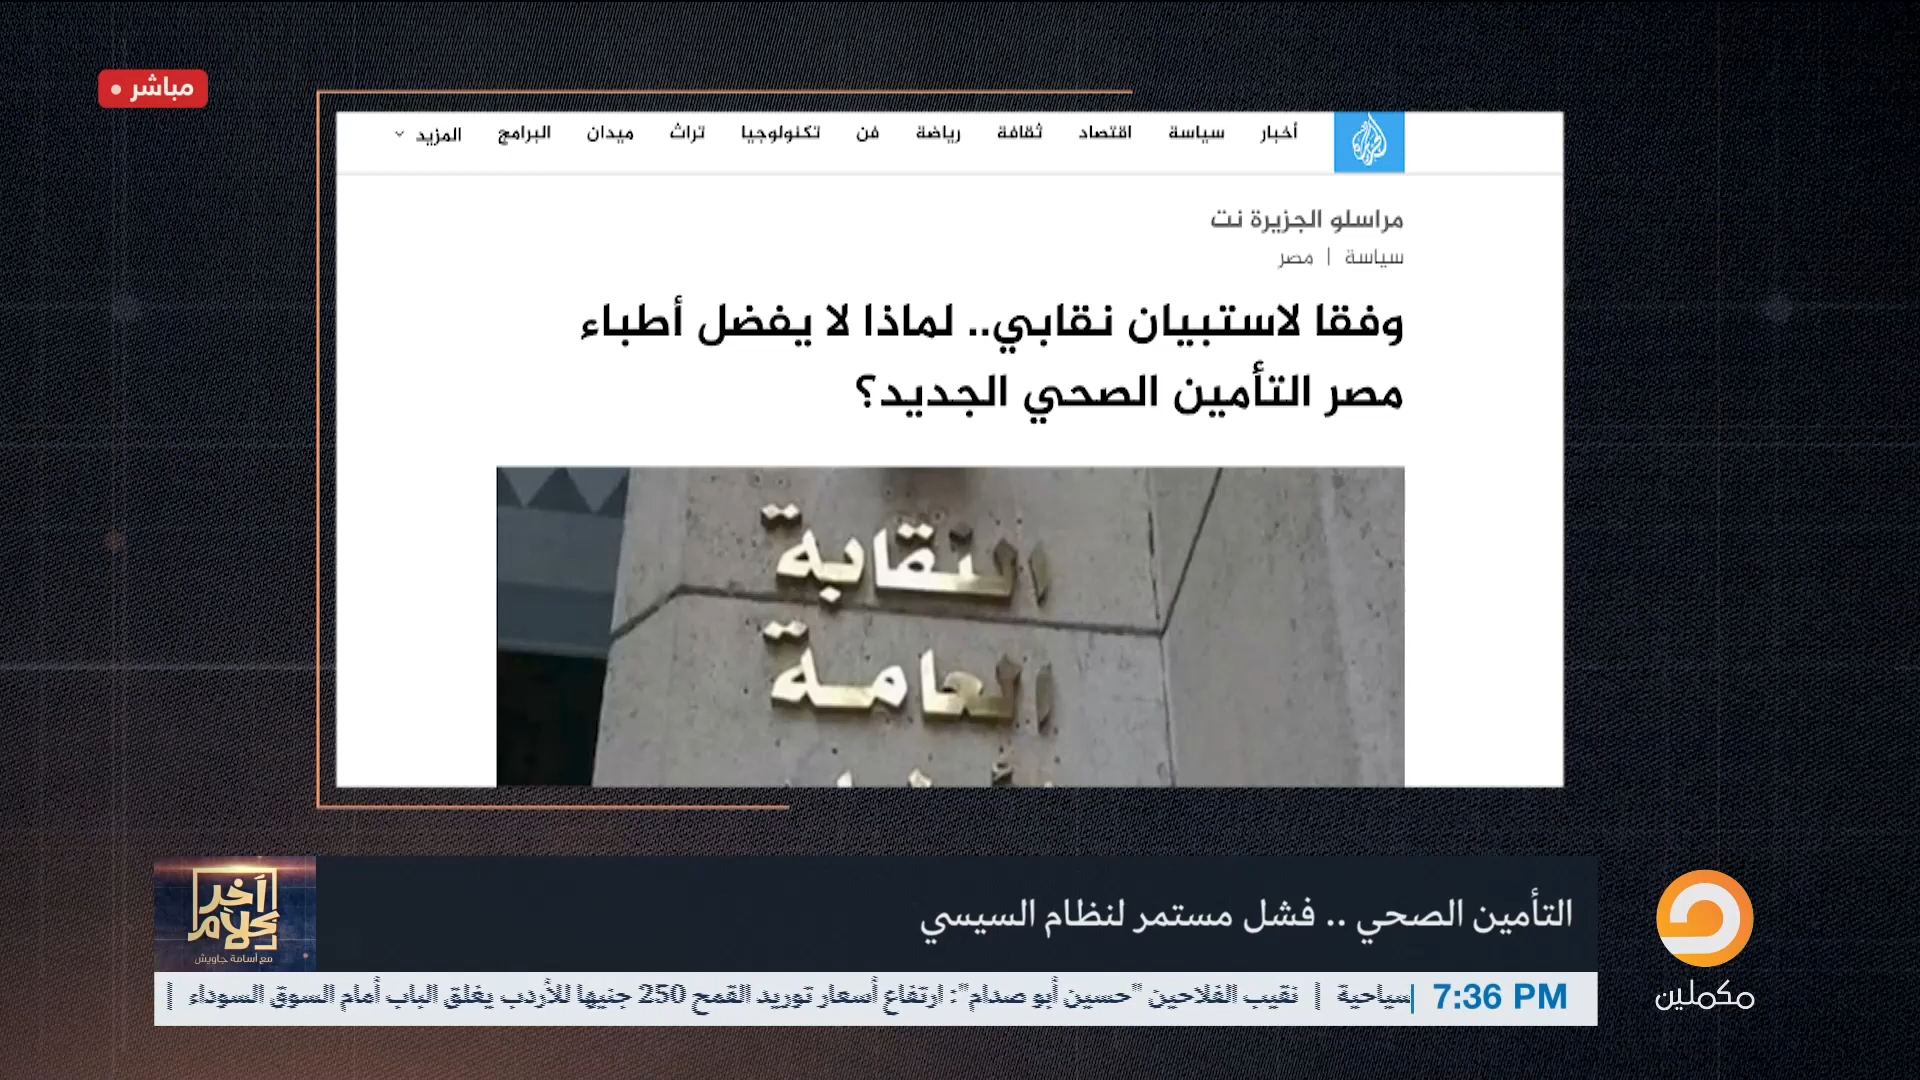 مباشر
أخبار سياسة اقتصاد ثقافة رياضة فن تكنولوجيا تراث ميدان البرامج المزيد
مراسلو الجزيرة نت
سياسة | مصر
وفقا لاستبيان نقابي.. لماذا لا يفضل أطباء
مصر التأمين الصحي الجديد؟
النقابة
العامة
التأمين الصحي .. فشل مستمر لنظام السيسي
آخر
كلام
مع أسامة جاويش
7:36 PM
سياحية | نقيب الفلاحين "حسين أبو صدام": ارتفاع أسعار توريد القمح 250 جنيها للأردب يغلق الباب أمام السوق السوداء |
مكملين